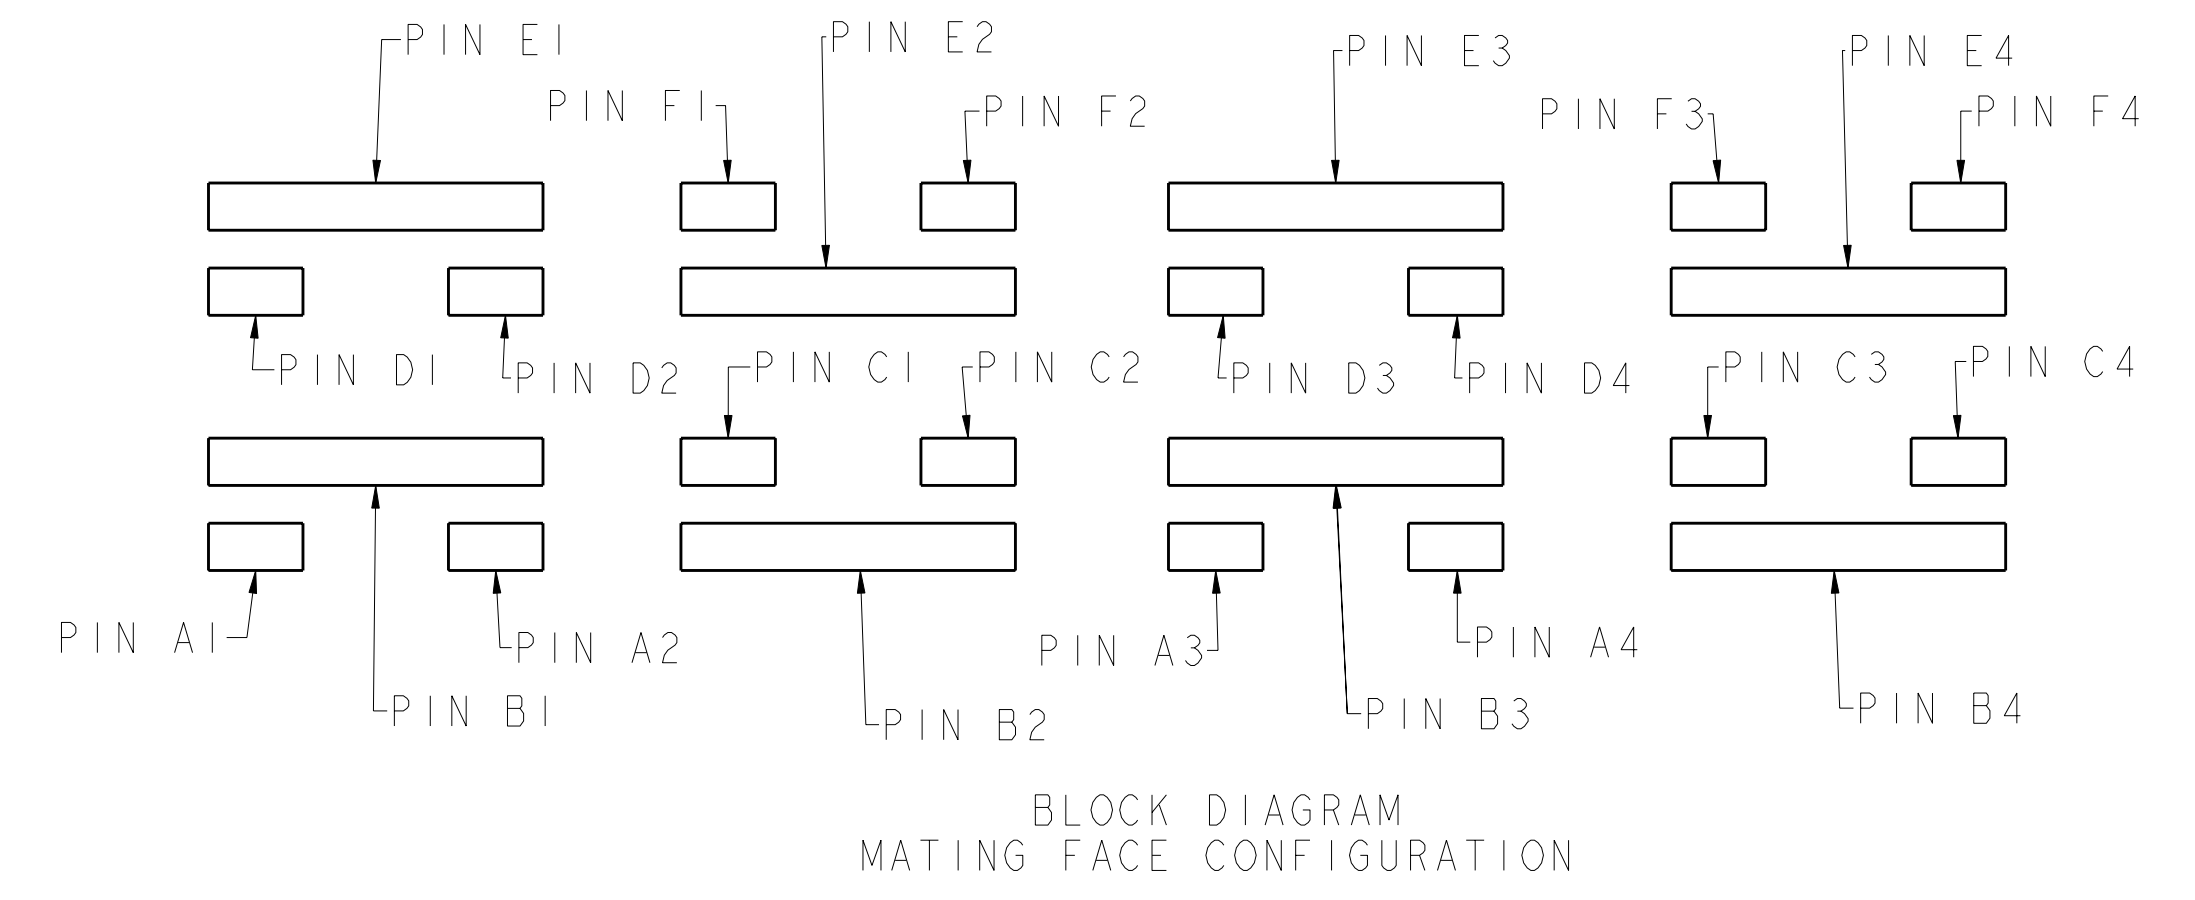 PIN E1
PIN E2
PIN E3
PIN E4
PIN F1
PIN F2
PIN F3
PIN F4
PIN D1
PIN D2
PIN C1
PIN C2
PIN D3
PIN D4
PIN C3
PIN C4
PIN A1
PIN A2
PIN A3
PIN A4
PIN B1
PIN B2
PIN B3
PIN B4
BLOCK DIAGRAM
MATING FACE CONFIGURATION